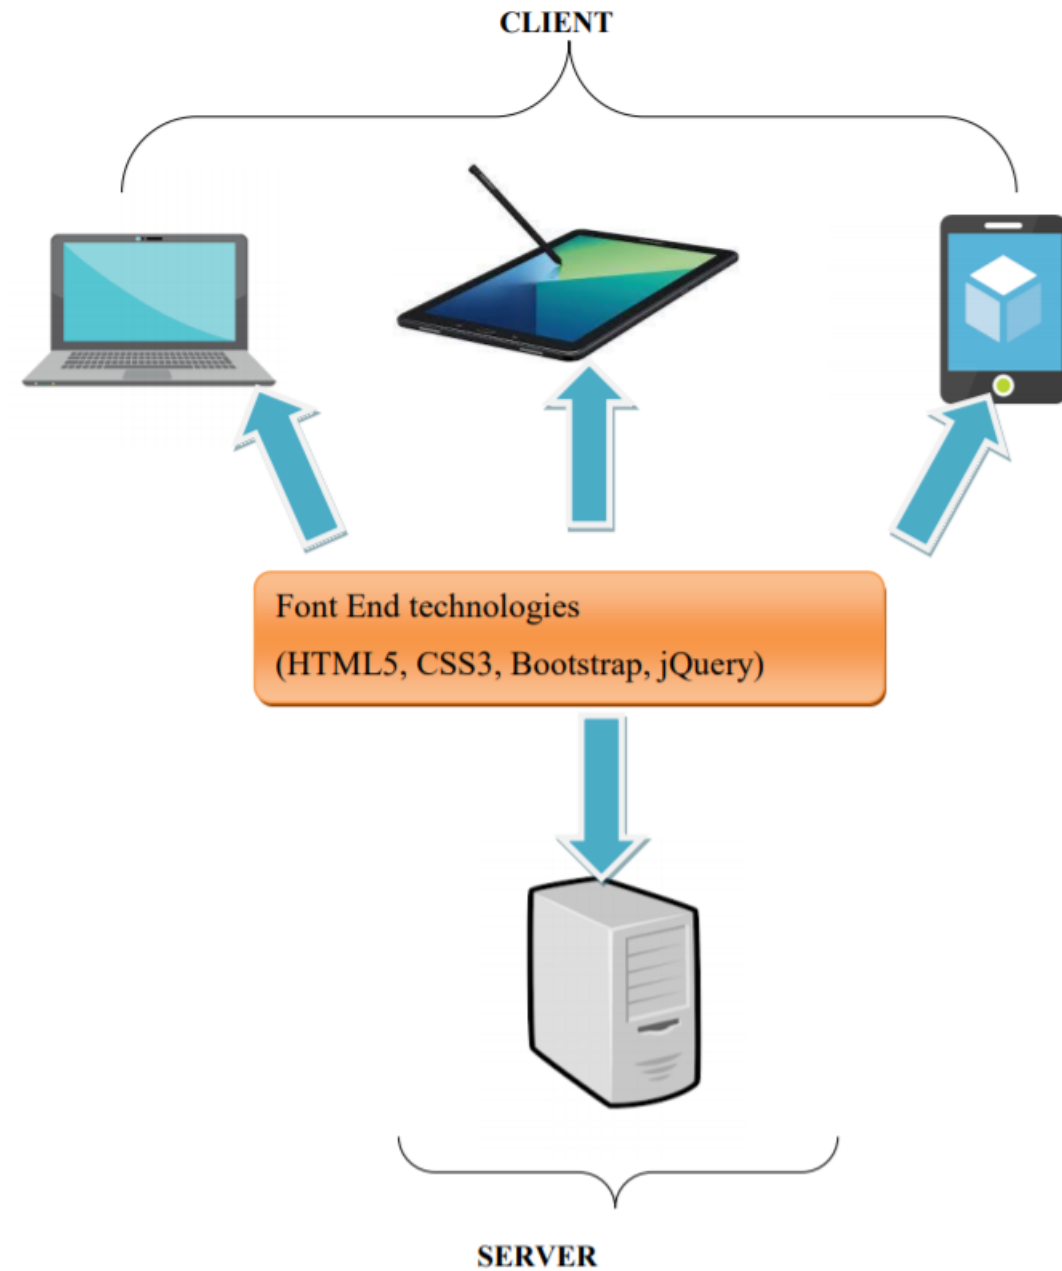 CLIENT
Font End technologies
(HTML5, CSS3, Bootstrap, jQuery)
SERVER